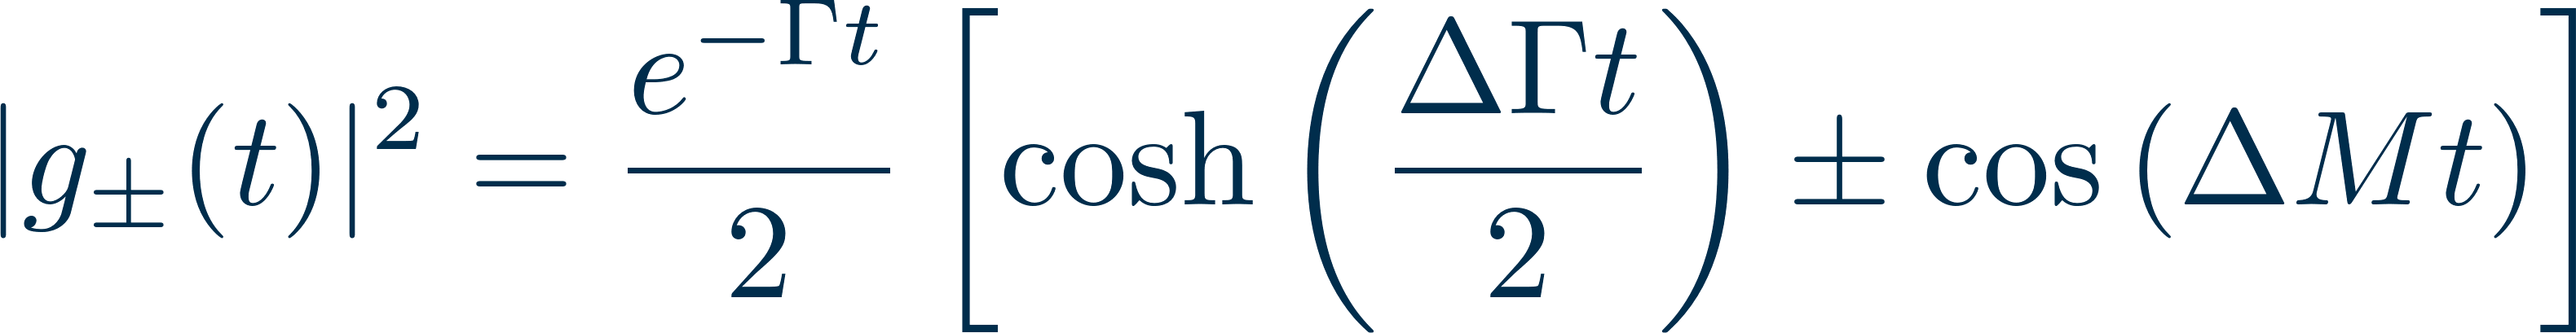 |g±(t)|² = e^{−Γt}/2 [cosh(ΔΓt/2) ± cos(ΔMt)]